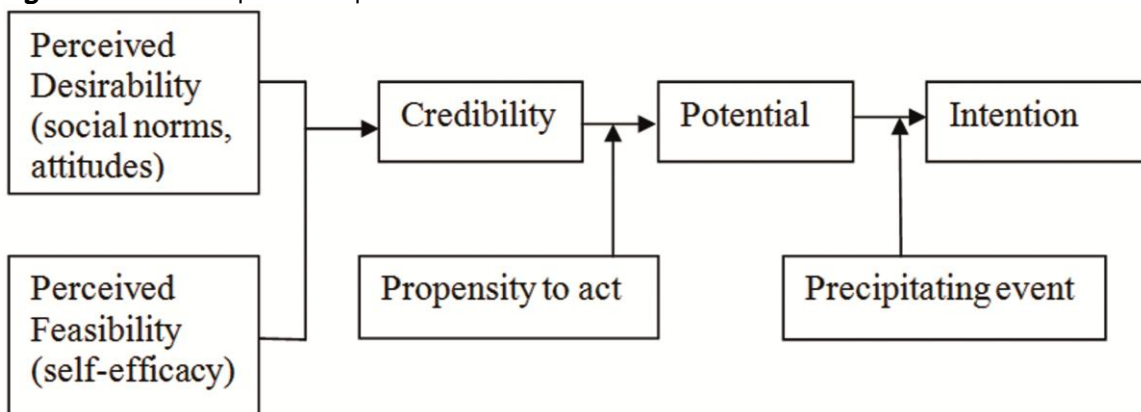 Perceived
Desirability
(social norms,
attitudes)
Credibility
Potential
Intention
Perceived
Feasibility
(self-efficacy)
Propensity to act
Precipitating event